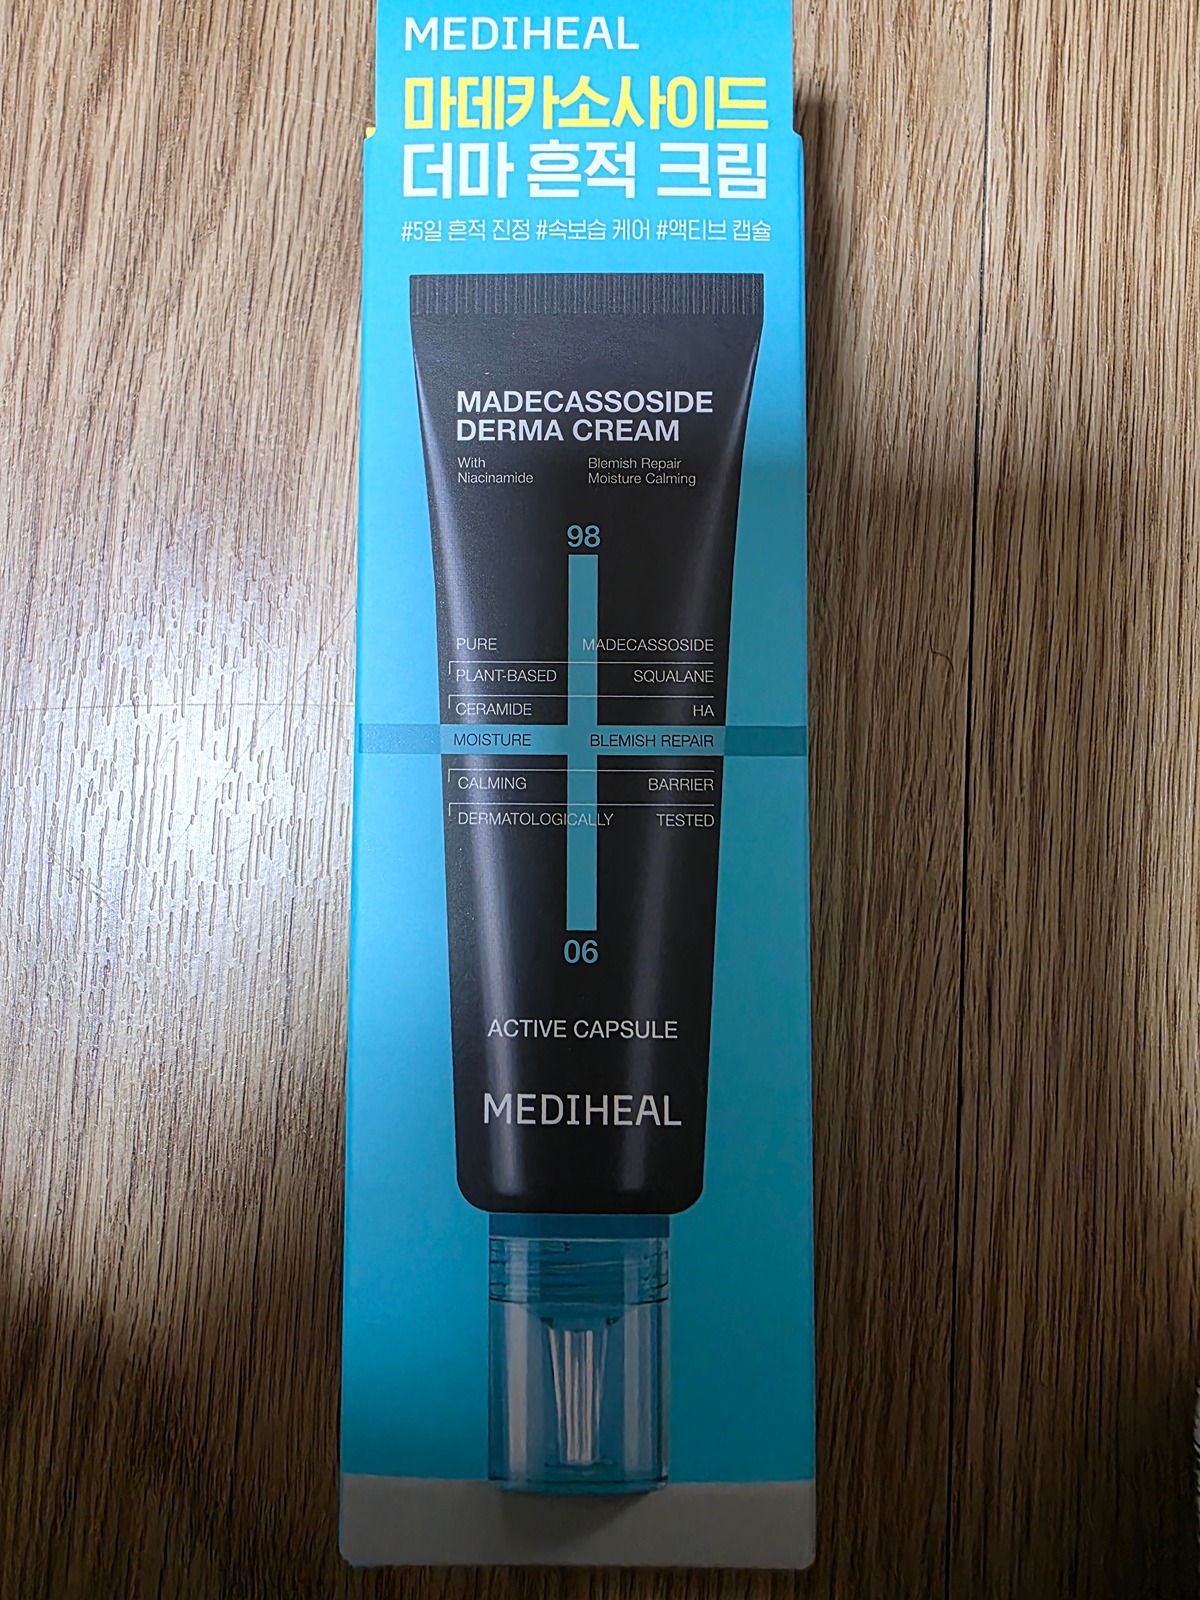 MEDIHEAL
마데카소사이드
더마 흔적 크림
#5일 흔적 진정 #속보습 케어 #액티브 캡슐
MADECASSOSIDE
DERMA CREAM
With Blemish Repair
Niacinamide Moisture Calming
98
PURE MADECASSOSIDE
PLANT-BASED SQUALANE
CERAMIDE HA
MOISTURE BLEMISH REPAIR
CALMING BARRIER
DERMATOLOGICALLY TESTED
06
ACTIVE CAPSULE
MEDIHEAL